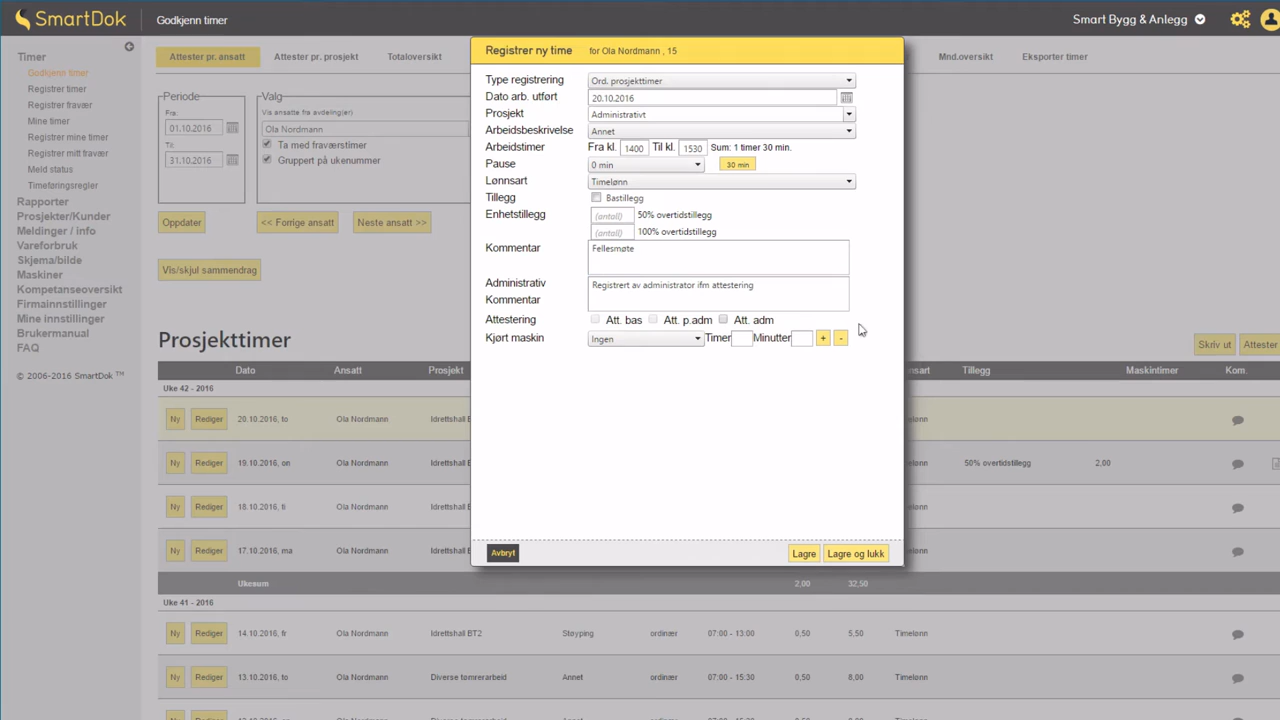 SmartDok
Godkjenn timer
Smart Bygg & Anlegg
Timer
Godkjenn timer
Registrer timer
Registrer fravær
Mine timer
Registrer mine timer
Registrer mitt fravær
Meld status
Timeføringsregler
Rapporter
Prosjekter/Kunder
Meldinger / info
Vareforbruk
Skjema/bilde
Maskiner
Kompetanseoversikt
Firmainnstillinger
Mine innstillinger
Brukermanual
FAQ
© 2006-2016 SmartDok ™
Attester pr. ansatt
Attester pr. prosjekt
Totaloversikt
Mnd.oversikt
Eksporter timer
Periode
Fra:
01.10.2016
Til:
31.10.2016
Valg
Vis ansatte fra avdeling(er)
Ola Nordmann
Ta med fraværstimer
Gruppert på ukenummer
Oppdater
<< Forrige ansatt
Neste ansatt >>
Vis/skjul sammendrag
Registrer ny time for Ola Nordmann , 15
Type registrering Ord. prosjekttimer
Dato arb. utført 20.10.2016
Prosjekt Administrativt
Arbeidsbeskrivelse Annet
Arbeidstimer Fra kl. 1400 Til kl. 1530 Sum: 1 timer 30 min.
Pause 0 min 30 min
Lønnsart Timelønn
Tillegg Bastillegg
Enhetstillegg (antall) 50% overtidstillegg
(antall) 100% overtidstillegg
Kommentar Fellesmøte
Administrativ Registrert av administrator ifm attestering
Kommentar
Attestering Att. bas Att. p.adm Att. adm
Kjørt maskin Ingen Timer Minutter + -
Avbryt Lagre Lagre og lukk
Prosjekttimer
Skriv ut Attester
Dato Ansatt Prosjekt Tillegg Maskintimer Kom.
Uke 42 - 2016
Ny Rediger 20.10.2016, to Ola Nordmann
Ny Rediger 19.10.2016, on Ola Nordmann 50% overtidstillegg 2,00
Ny Rediger 18.10.2016, ti Ola Nordmann
Ny Rediger 17.10.2016, ma Ola Nordmann
Ukesum 2,00 32,50
Uke 41 - 2016
Ny Rediger 14.10.2016, fr Ola Nordmann Idrettshall BT2 Støyping ordinær 07:00 - 13:00 0,50 5,50 Timelønn
Ny Rediger 13.10.2016, to Ola Nordmann Diverse tømrerarbeid Annet ordinær 07:00 - 15:30 0,50 8,00 Timelønn